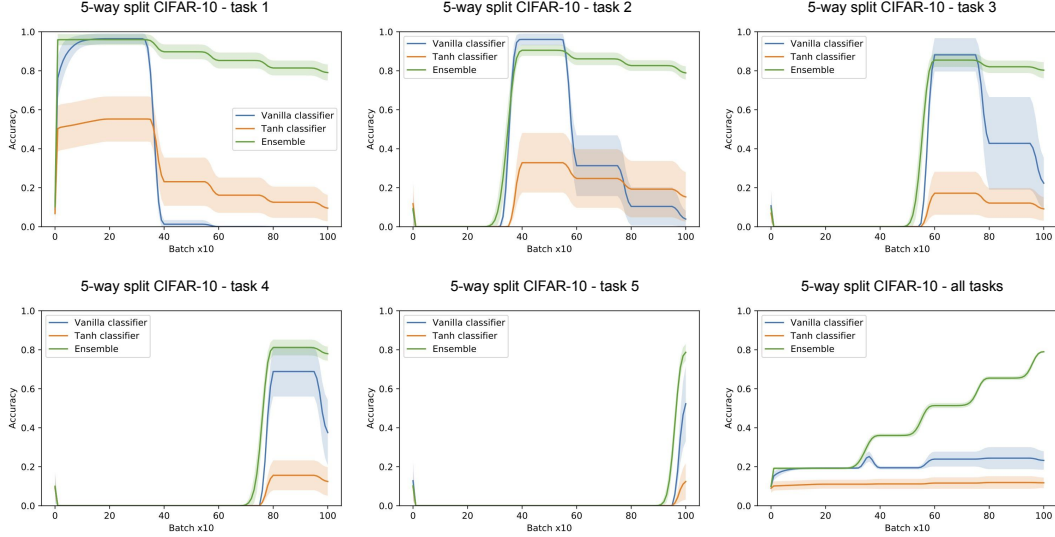 5-way split CIFAR-10 - task 1
1.0
0.8
0.6
0.4
0.2
0.0
Accuracy
Vanilla classifier
Tanh classifier
Ensemble
0 20 40 60 80 100
Batch x10
5-way split CIFAR-10 - task 2
1.0
0.8
0.6
0.4
0.2
0.0
Accuracy
Vanilla classifier
Tanh classifier
Ensemble
0 20 40 60 80 100
Batch x10
5-way split CIFAR-10 - task 3
1.0
0.8
0.6
0.4
0.2
0.0
Accuracy
Vanilla classifier
Tanh classifier
Ensemble
0 20 40 60 80 100
Batch x10
5-way split CIFAR-10 - task 4
1.0
0.8
0.6
0.4
0.2
0.0
Accuracy
Vanilla classifier
Tanh classifier
Ensemble
0 20 40 60 80 100
Batch x10
5-way split CIFAR-10 - task 5
1.0
0.8
0.6
0.4
0.2
0.0
Accuracy
Vanilla classifier
Tanh classifier
Ensemble
0 20 40 60 80 100
Batch x10
5-way split CIFAR-10 - all tasks
1.0
0.8
0.6
0.4
0.2
0.0
Accuracy
Vanilla classifier
Tanh classifier
Ensemble
0 20 40 60 80 100
Batch x10